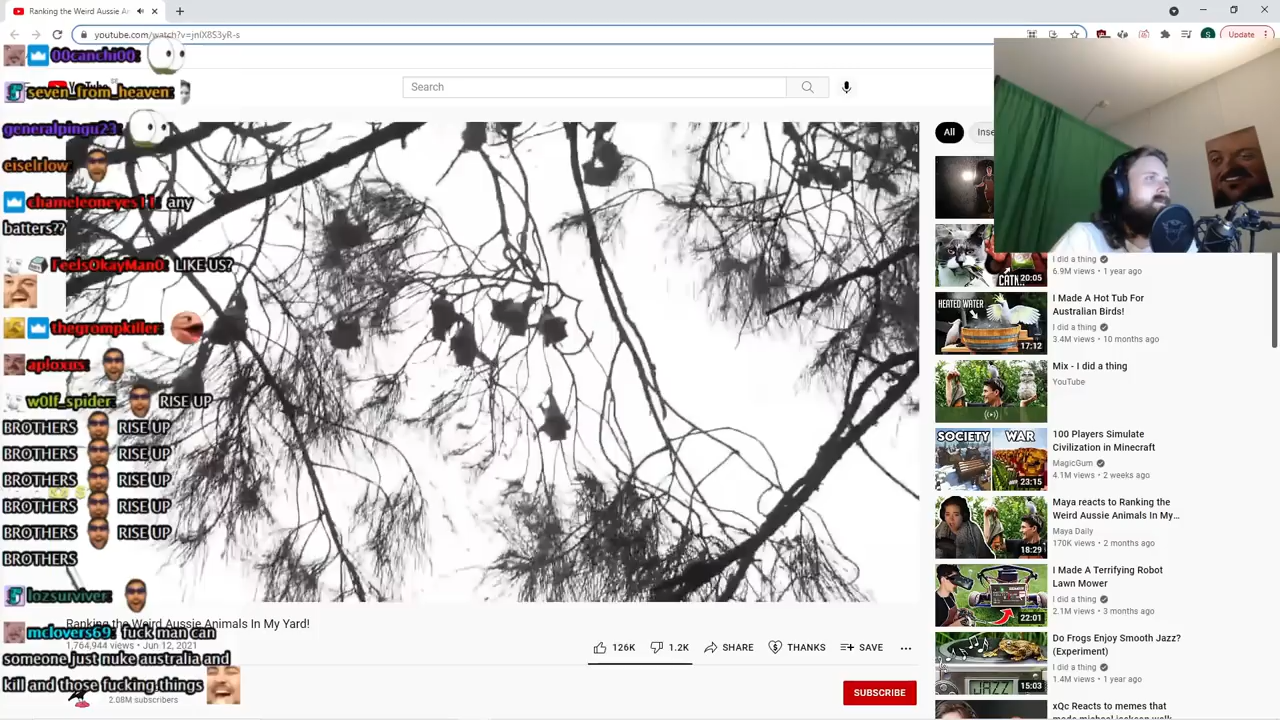 Ranking the Weird Aussie An
youtube.com/watch?v=jnIX8S3yR-s
Update
Search
00canchi00:
seven_from_heaven:
generalpingu23:
eiselrlow:
chameleoneyes11: any
batters??
FeelsOkayMan0: LIKE US?
thegrompkiller:
aploxus:
w0lf_spider: RISE UP
BROTHERS RISE UP
BROTHERS RISE UP
BROTHERS RISE UP
BROTHERS RISE UP
BROTHERS RISE UP
BROTHERS
lozsurviver:
mclovers69: fuck man can
someone just nuke australia and
kill and those fucking things
Ranking the Weird Aussie Animals In My Yard!
1,764,944 views • Jun 12, 2021
126K
1.2K
SHARE
THANKS
SAVE
2.08M subscribers
SUBSCRIBE
All
Inse
I did a thing
6.9M views • 1 year ago
20:05
HEATED WATER
17:12
I Made A Hot Tub For
Australian Birds!
I did a thing
3.4M views • 10 months ago
Mix - I did a thing
YouTube
SOCIETY
WAR
23:15
100 Players Simulate
Civilization in Minecraft
MagicGum
4.1M views • 2 weeks ago
18:29
Maya reacts to Ranking the
Weird Aussie Animals In My...
Maya Daily
170K views • 2 months ago
22:01
I Made A Terrifying Robot
Lawn Mower
I did a thing
2.1M views • 3 months ago
JAZZ
15:03
Do Frogs Enjoy Smooth Jazz?
(Experiment)
I did a thing
1.4M views • 1 year ago
xQc Reacts to memes that